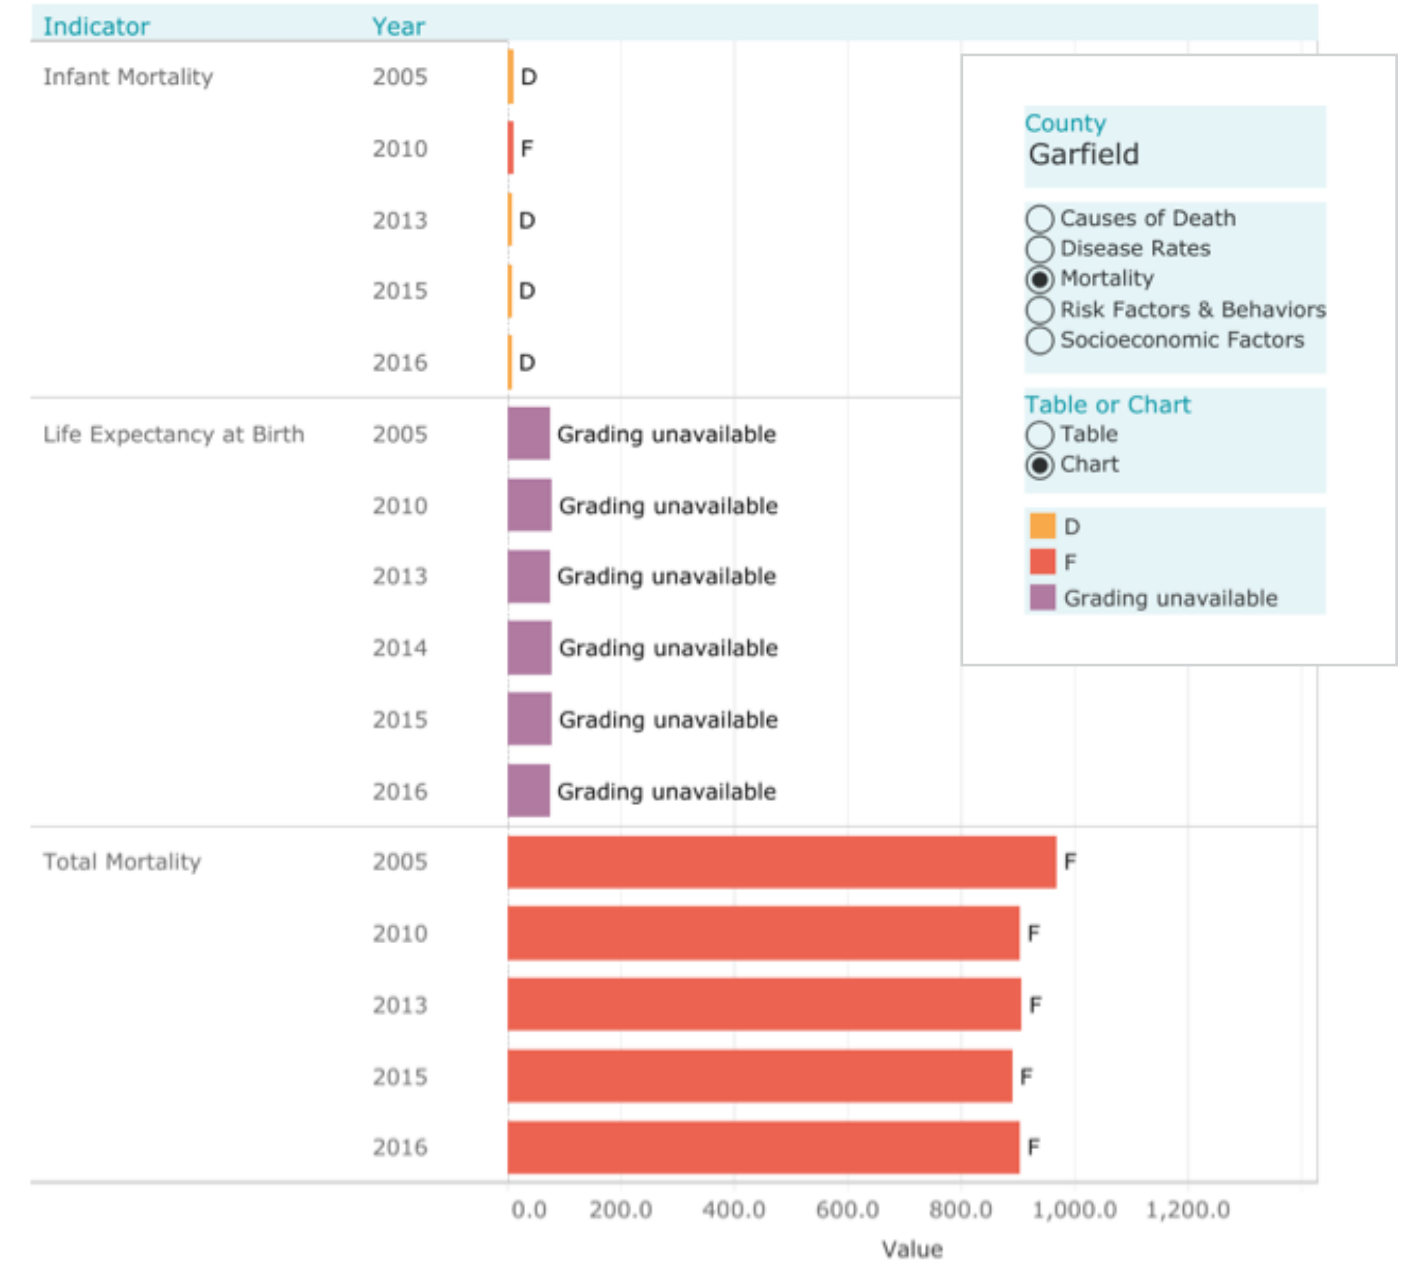 Indicator Year
Infant Mortality 2005 D
2010 F
2013 D
2015 D
2016 D
Life Expectancy at Birth 2005 Grading unavailable
2010 Grading unavailable
2013 Grading unavailable
2014 Grading unavailable
2015 Grading unavailable
2016 Grading unavailable
Total Mortality 2005 F
2010 F
2013 F
2015 F
2016 F
0.0 200.0 400.0 600.0 800.0 1,000.0 1,200.0
Value
County
Garfield
Causes of Death
Disease Rates
Mortality
Risk Factors & Behaviors
Socioeconomic Factors
Table or Chart
Table
Chart
D
F
Grading unavailable